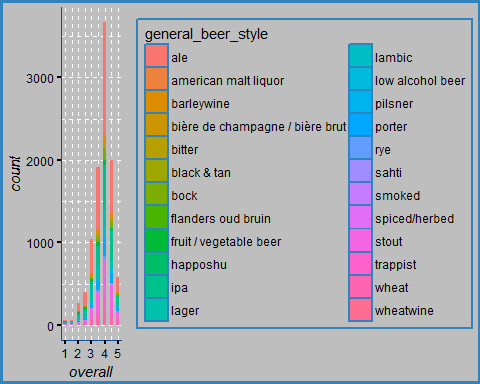 general_beer_style
ale
american malt liquor
barleywine
bière de champagne / bière brut
bitter
black & tan
bock
flanders oud bruin
fruit / vegetable beer
happoshu
ipa
lager
lambic
low alcohol beer
pilsner
porter
rye
sahti
smoked
spiced/herbed
stout
trappist
wheat
wheatwine
3000
2000
1000
0
count
1 2 3 4 5
overall